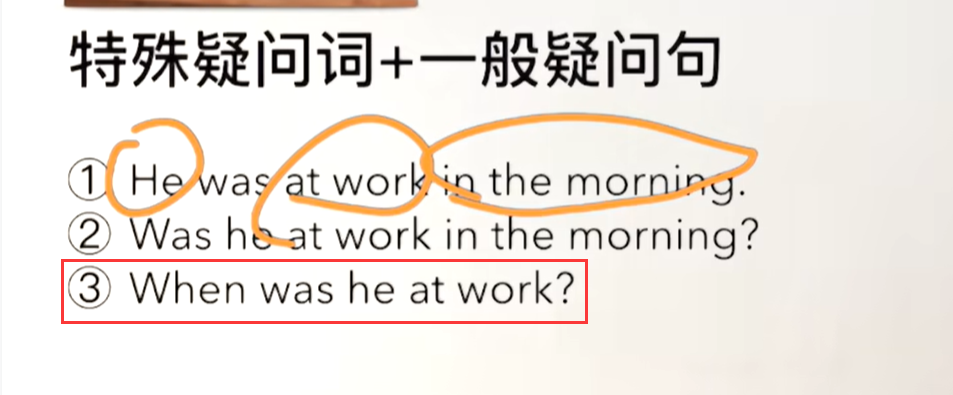 特殊疑问词+一般疑问句
① He was at work in the morning.
② Was he at work in the morning?
③ When was he at work?